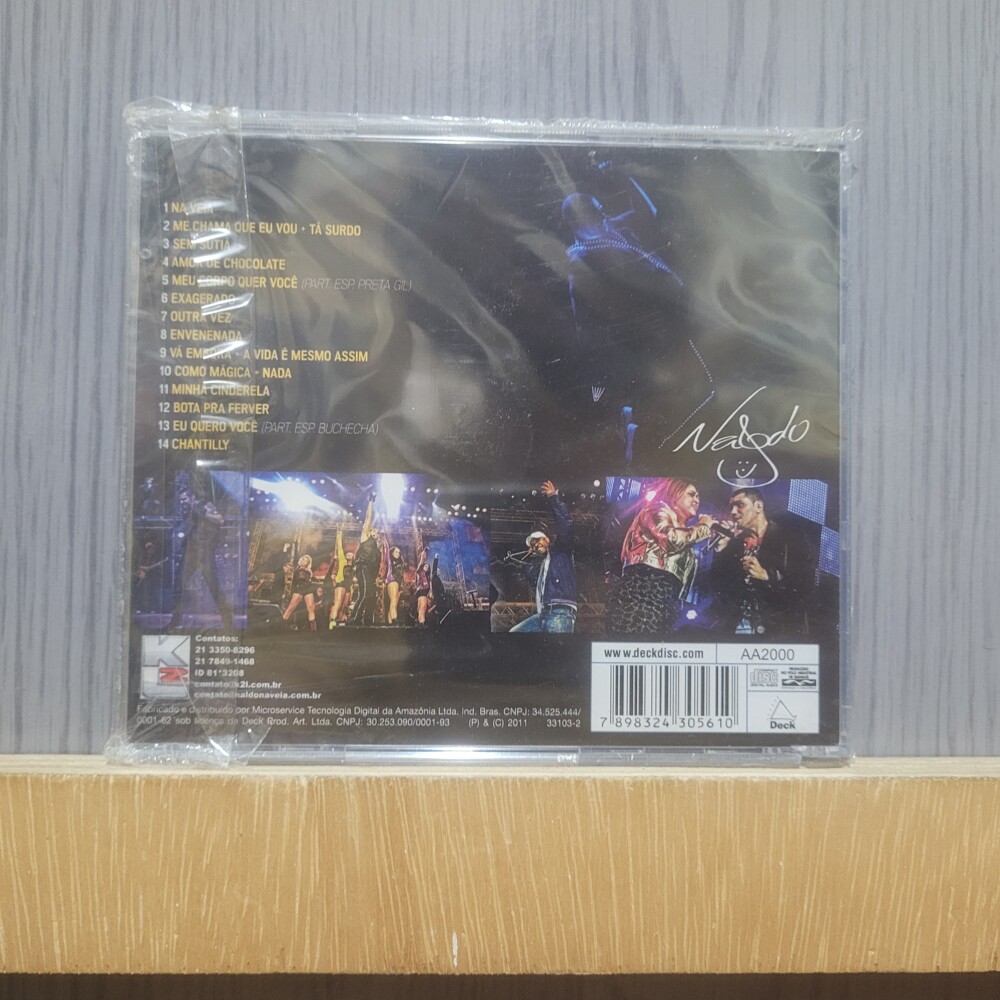 1 NA VEIA
2 ME CHAMA QUE EU VOU • TÁ SURDO
3 SEM SUTIÃ
4 AMOR DE CHOCOLATE
5 MEU CORPO QUER VOCÊ (PART. ESP. PRETA GIL)
6 EXAGERADO
7 OUTRA VEZ
8 ENVENENADA
9 VÁ EMBORA • A VIDA É MESMO ASSIM
10 COMO MÁGICA • NADA
11 MINHA CINDERELA
12 BOTA PRA FERVER
13 EU QUERO VOCÊ (PART. ESP. BUCHECHA)
14 CHANTILLY
Naldo
K2L
Contatos:
21 3350-6296
21 7849-1468
ID 81*3208
contato@k2l.com.br
contato@naldonaveia.com.br
Fabricado e distribuído por Microservice Tecnologia Digital da Amazônia Ltda. Ind. Bras. CNPJ: 34.525.444/
0001-62 sob licença da Deck Prod. Art. Ltda. CNPJ: 30.253.090/0001-93 (P) & (C) 2011 33103-2
www.deckdisc.com AA2000
COMPACT
disc
DIGITAL AUDIO
7 898324 305610
Deck